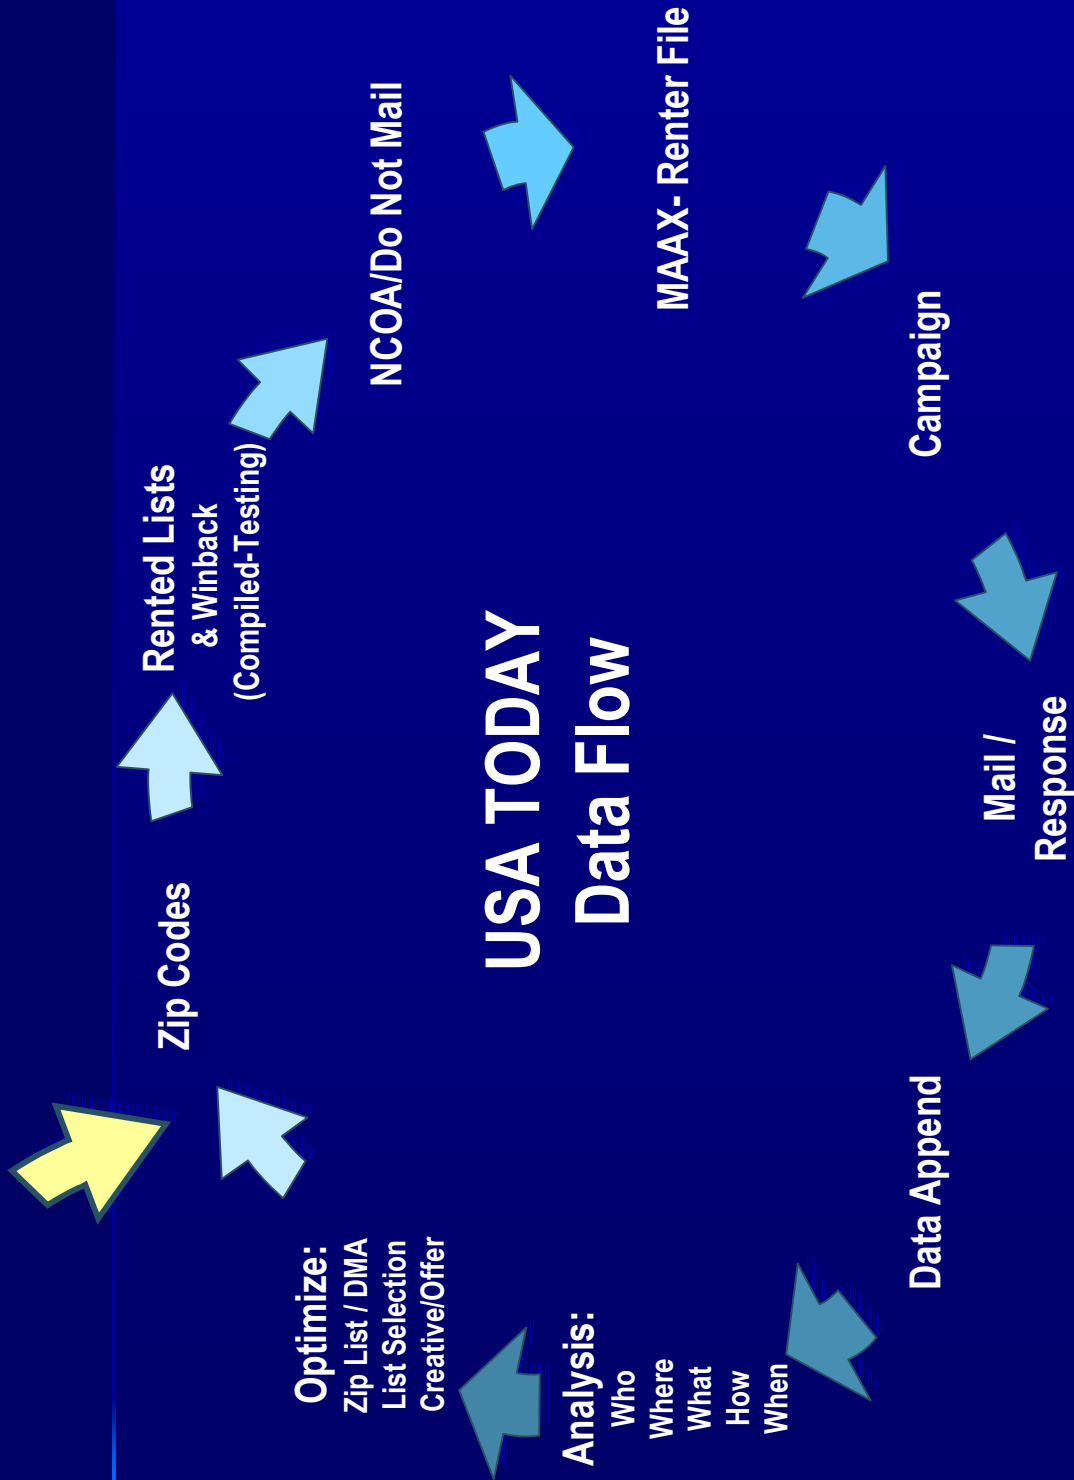 USA TODAY
Data Flow
Zip Codes
Rented Lists
& Winback
(Compiled-Testing)
NCOA/Do Not Mail
MAAX- Renter File
Campaign
Mail /
Response
Data Append
Analysis:
Who
Where
What
How
When
Optimize:
Zip List / DMA
List Selection
Creative/Offer